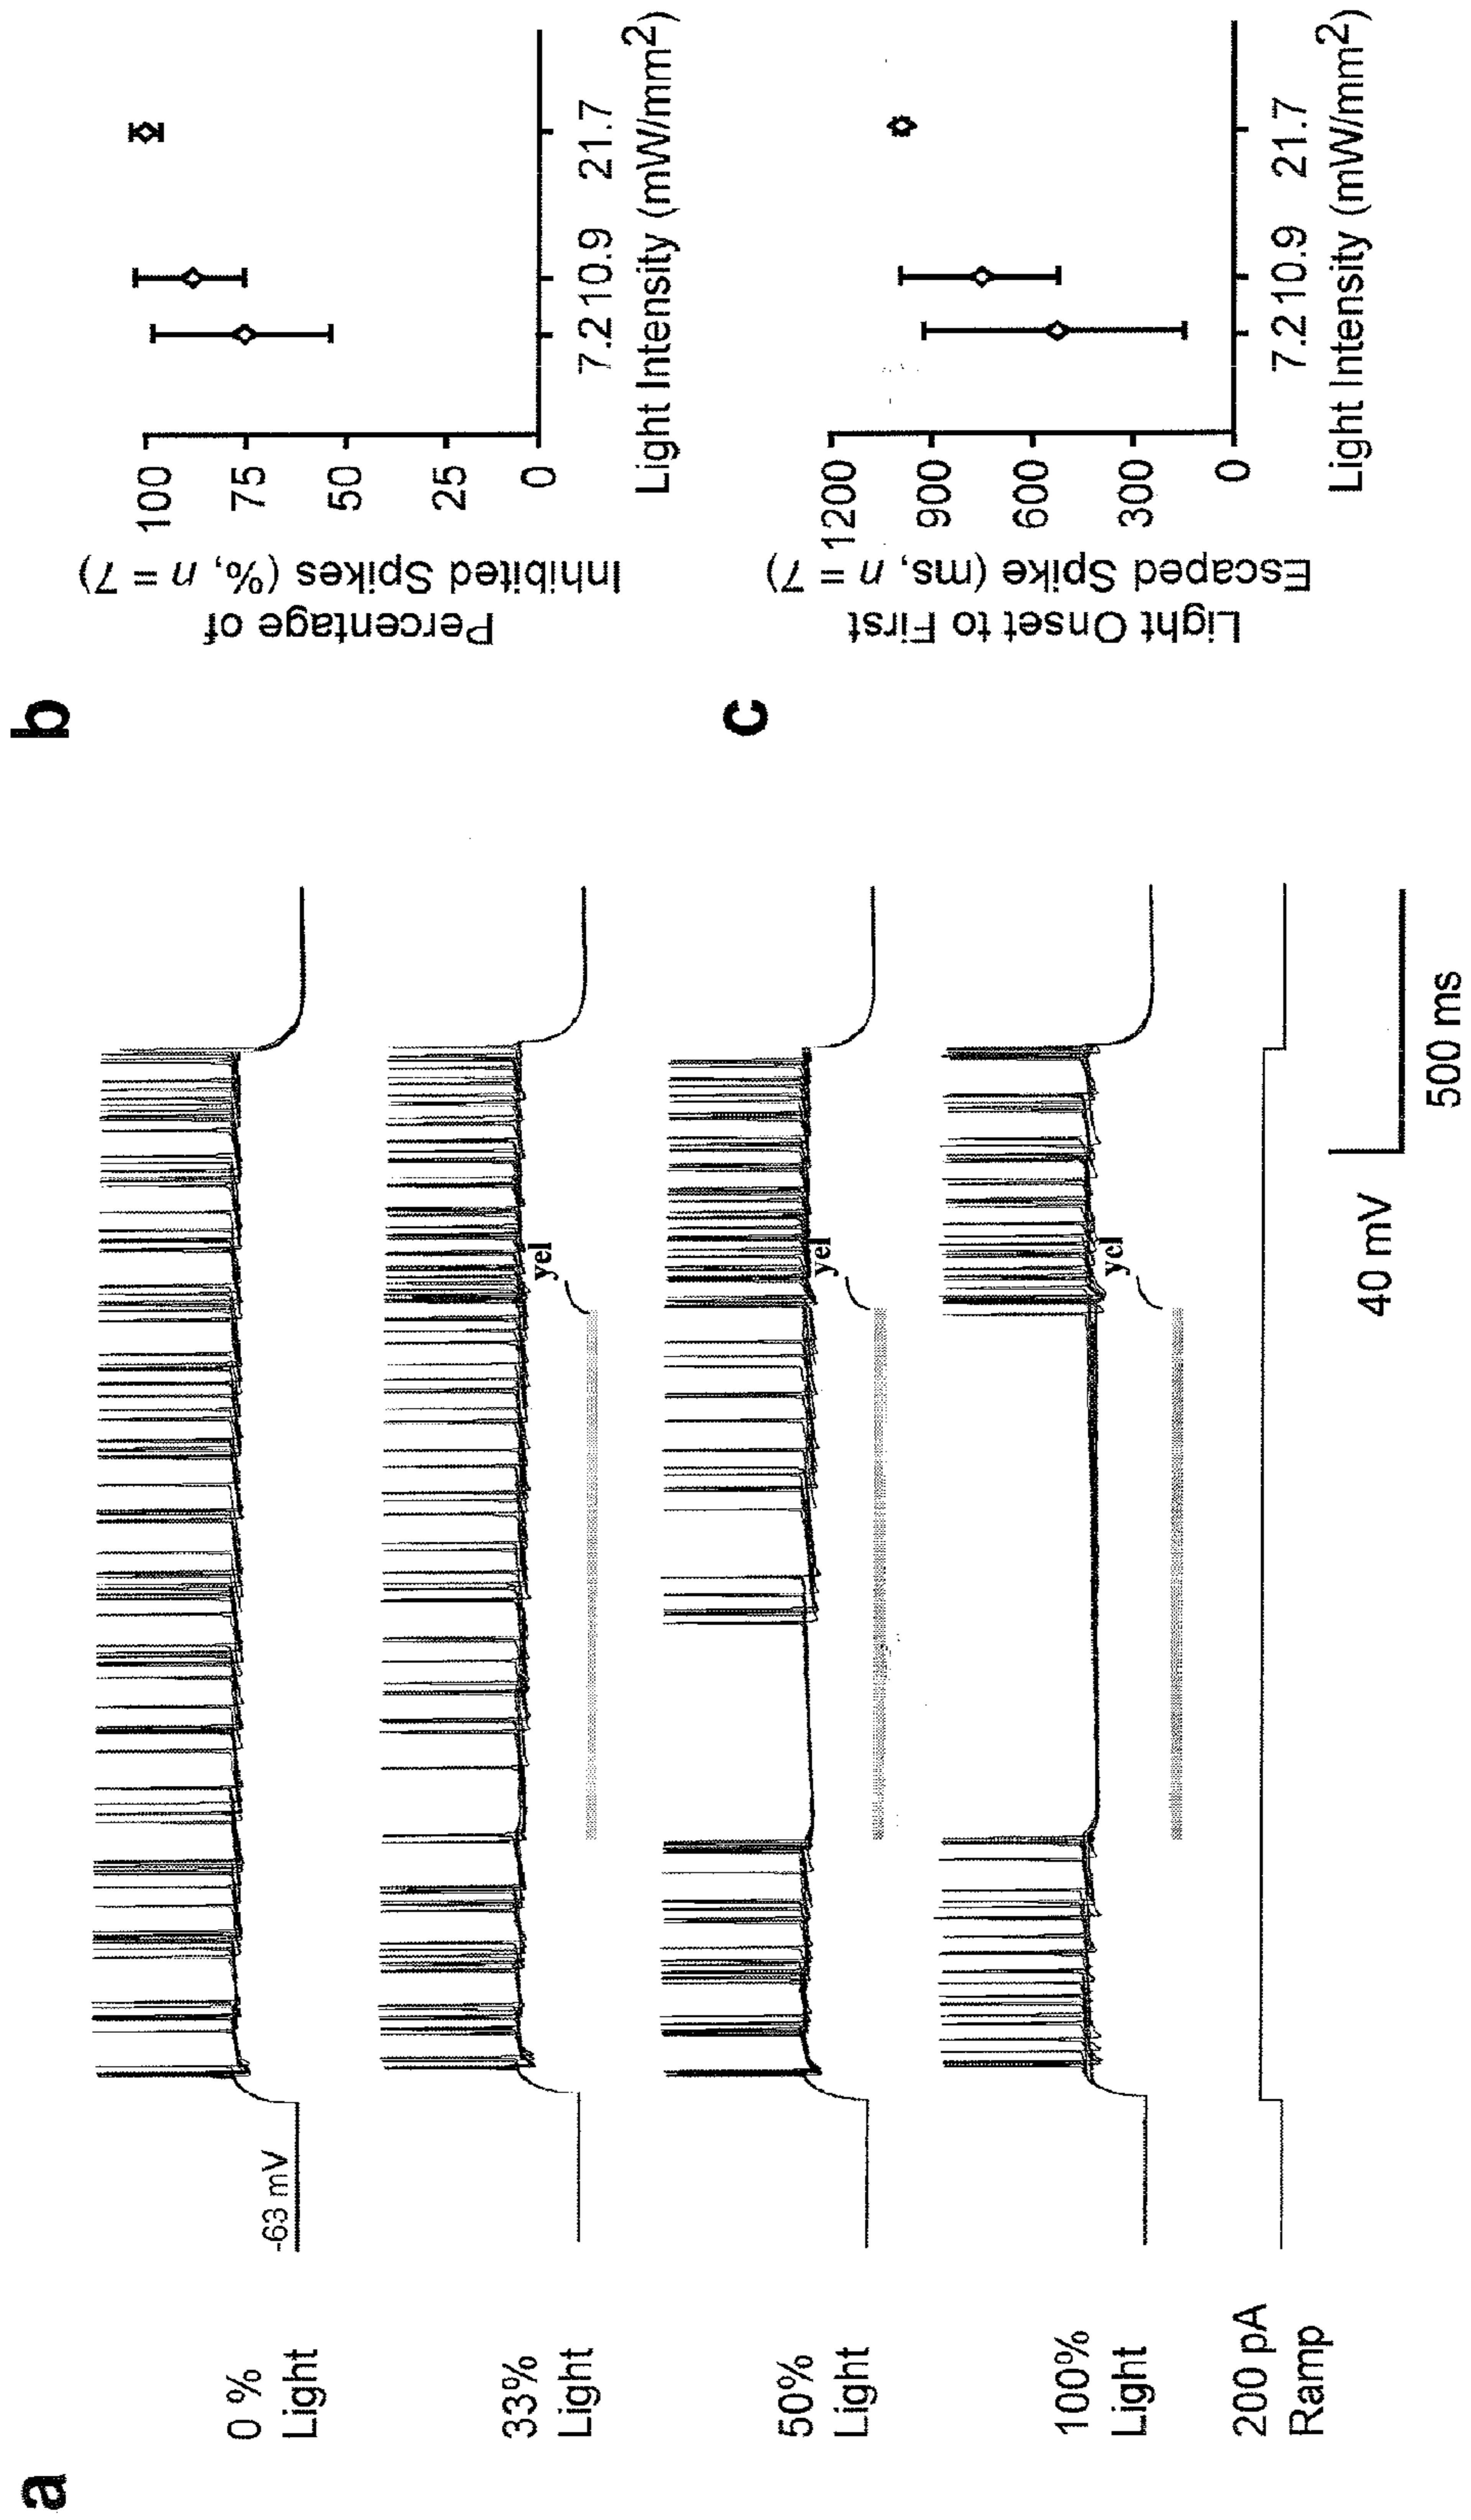 a
0 %
Light
-63 mV
33%
Light
yel
50%
Light
yel
100%
Light
yel
200 pA
Ramp
40 mV
500 ms
b
Percentage of
Inhibited Spikes (%, n = 7)
100
75
50
25
0
7.2 10.9 21.7
Light Intensity (mW/mm2)
c
Light Onset to First
Escaped Spike (ms, n = 7)
1200
900
600
300
0
7.2 10.9 21.7
Light Intensity (mW/mm2)